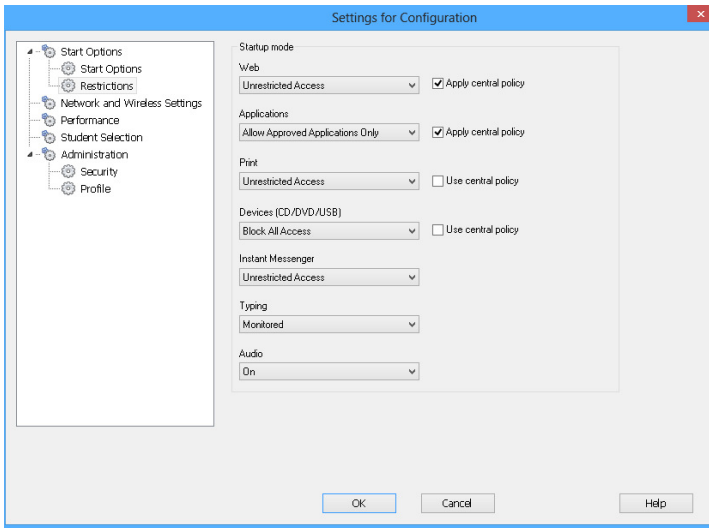 Settings for Configuration
Start Options
Start Options
Restrictions
Network and Wireless Settings
Performance
Student Selection
Administration
Security
Profile
Startup mode
Web
Unrestricted Access
Apply central policy
Applications
Allow Approved Applications Only
Apply central policy
Print
Unrestricted Access
Use central policy
Devices (CD/DVD/USB)
Block All Access
Use central policy
Instant Messenger
Unrestricted Access
Typing
Monitored
Audio
On
OK
Cancel
Help